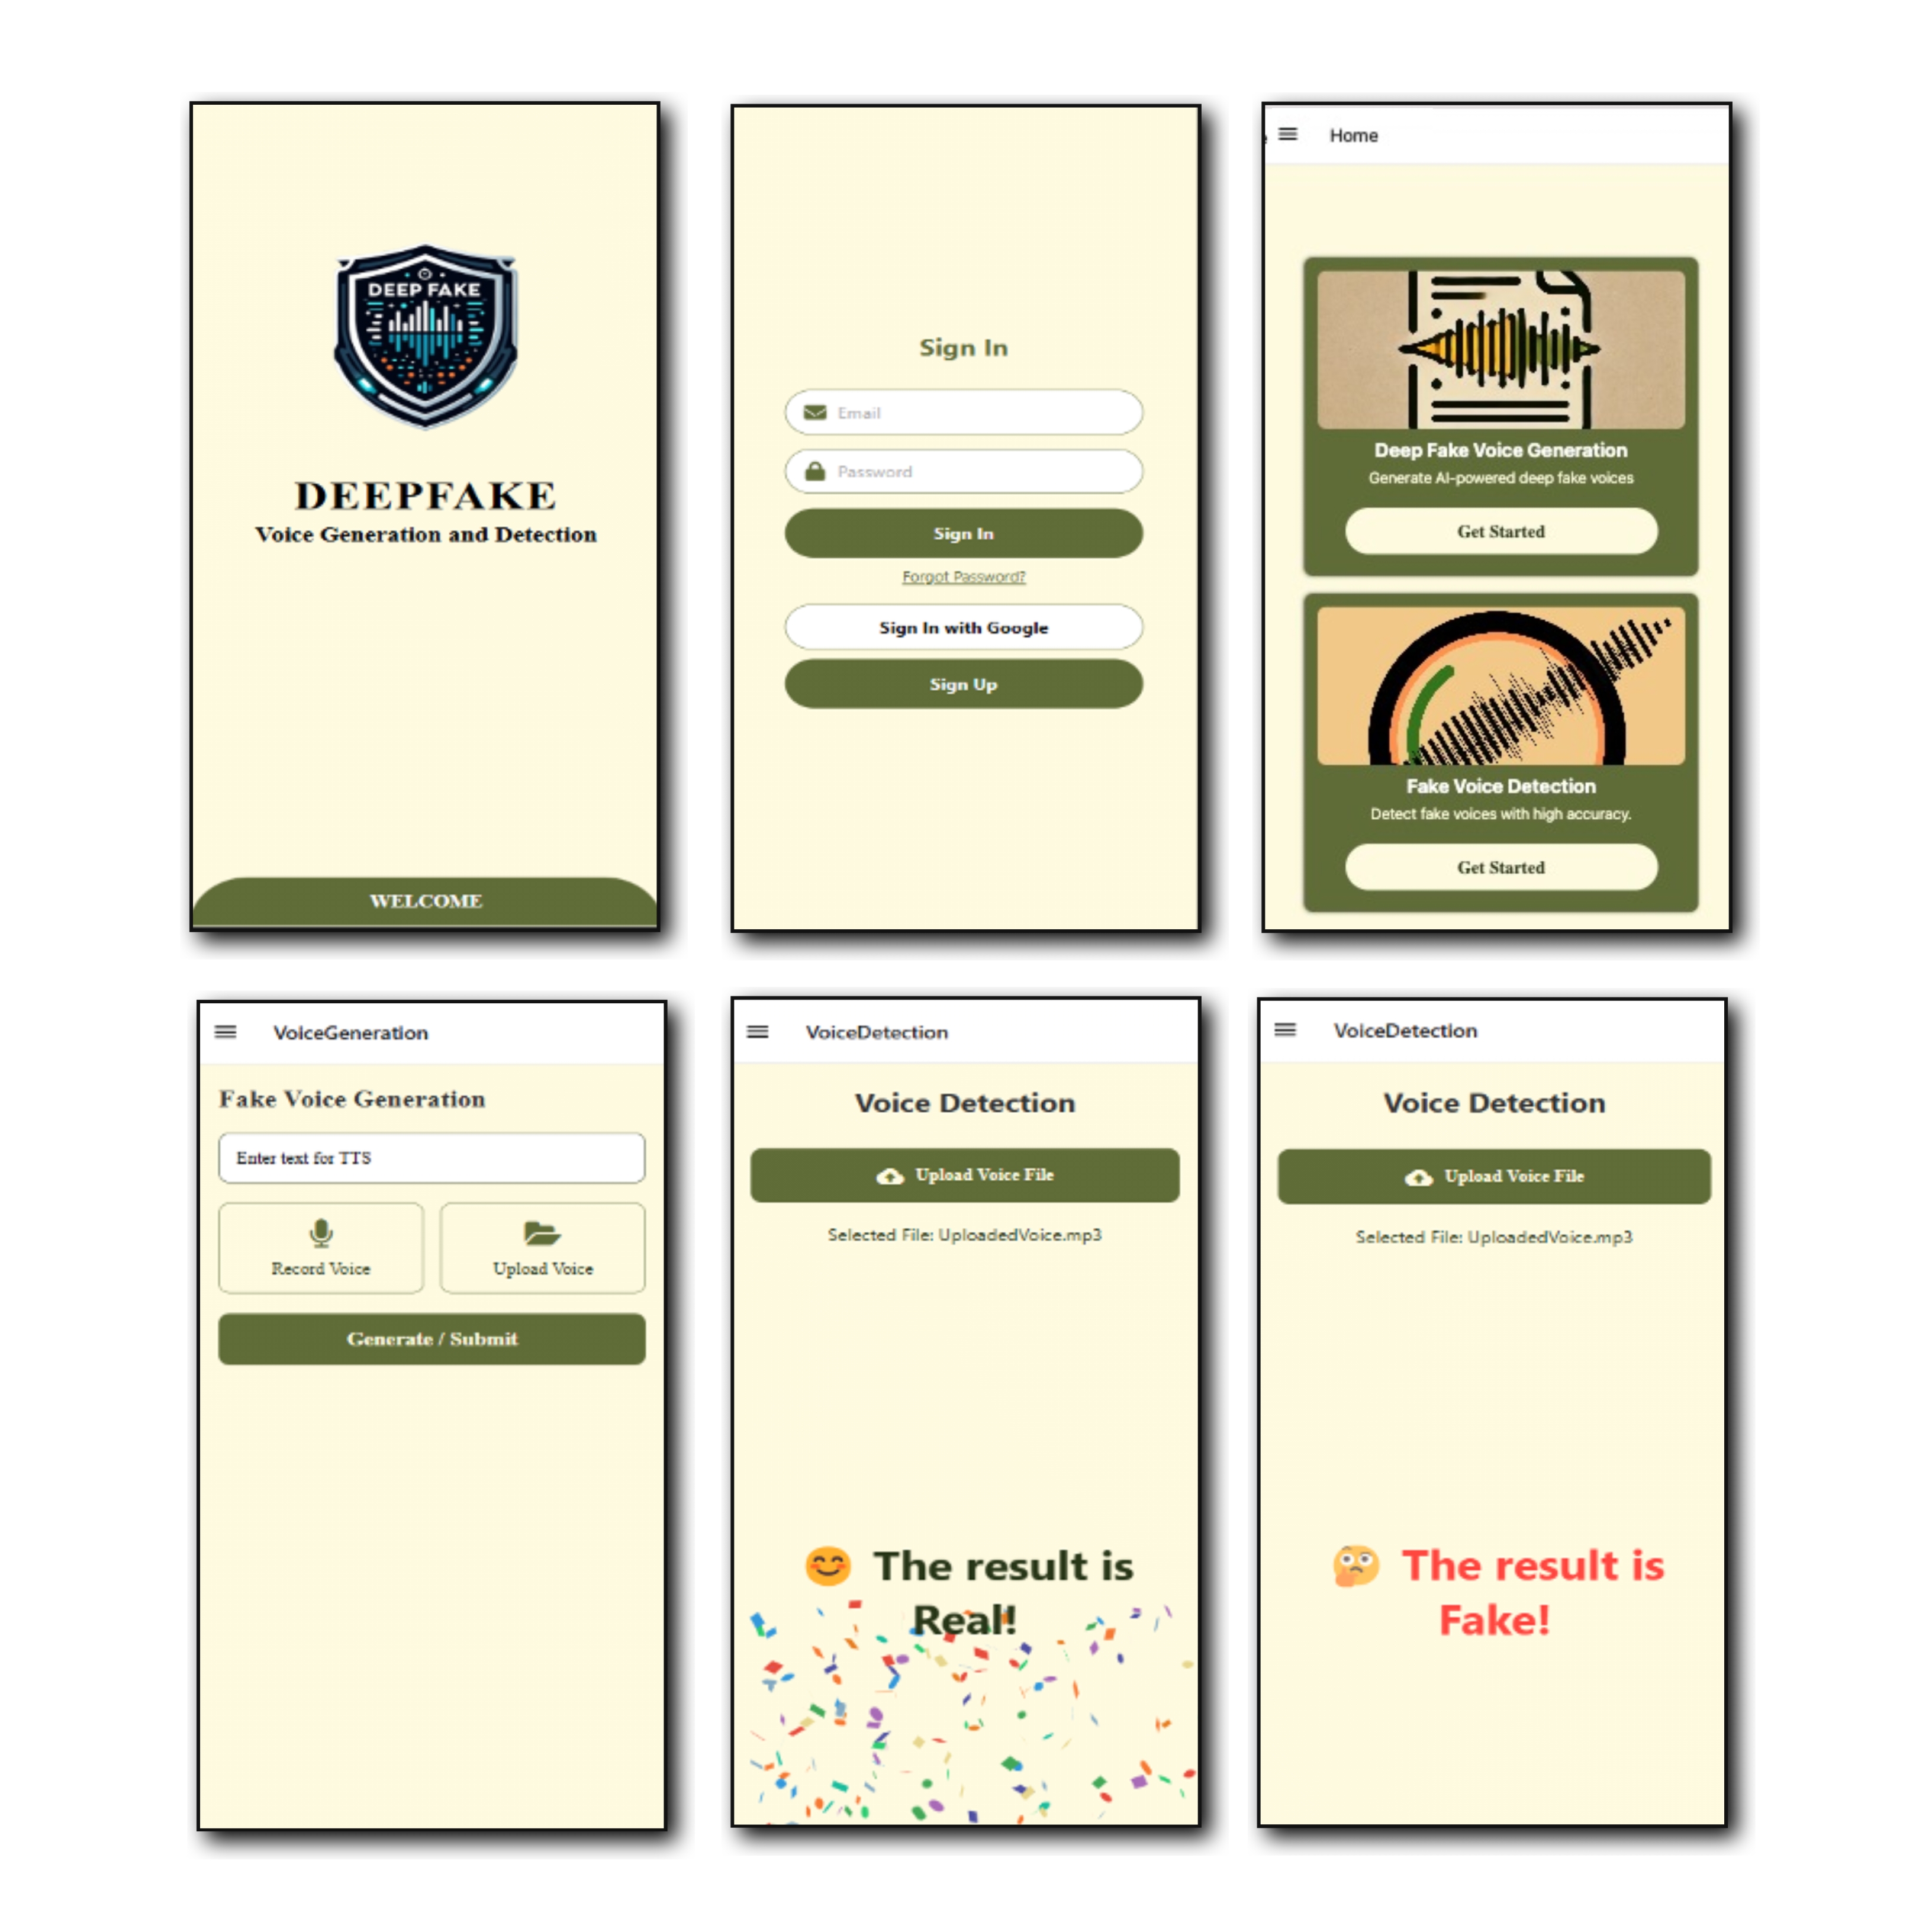 DEEP FAKE
DEEPFAKE
Voice Generation and Detection
WELCOME
Sign In
Email
Password
Sign In
Forgot Password?
Sign In with Google
Sign Up
Home
Deep Fake Voice Generation
Generate AI-powered deep fake voices
Get Started
Fake Voice Detection
Detect fake voices with high accuracy.
Get Started
VoiceGeneration
Fake Voice Generation
Enter text for TTS
Record Voice
Upload Voice
Generate / Submit
VoiceDetection
Voice Detection
Upload Voice File
Selected File: UploadedVoice.mp3
The result is
Real!
VoiceDetection
Voice Detection
Upload Voice File
Selected File: UploadedVoice.mp3
The result is
Fake!